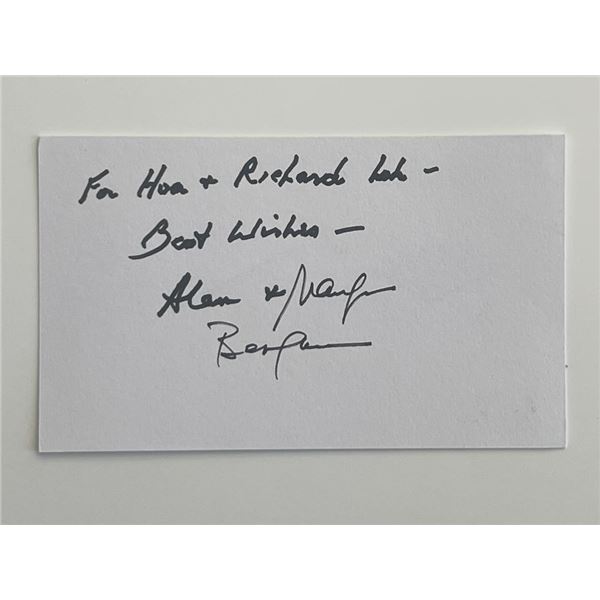 For Hoa + Richard Loh -
Best Wishes -
Alan + Marilyn
Bergman